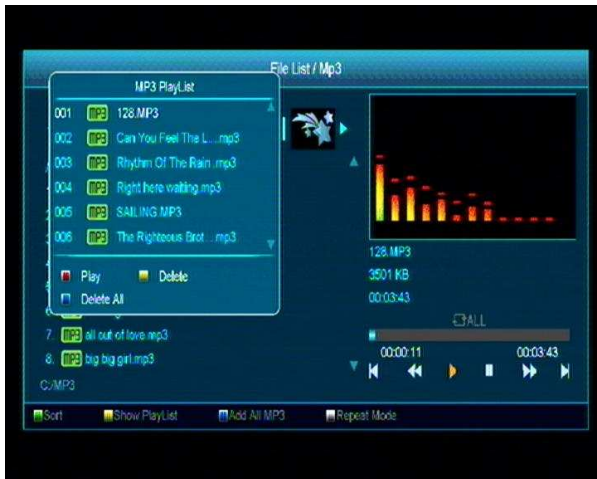 File List / Mp3
MP3 PlayList
001 MP3 128.MP3
002 MP3 Can You Feel The L....mp3
003 MP3 Rhythm Of The Rain.mp3
004 MP3 Right here waiting.mp3
005 MP3 SAILING.MP3
006 MP3 The Righteous Brot....mp3
Play Delete
Delete All
7. MP3 all out of love.mp3
8. MP3 big big girl.mp3
C:/MP3
128.MP3
3501 KB
00:03:43
ALL
00:00:11 00:03:43
Sort Show PlayList Add All MP3 Repeat Mode